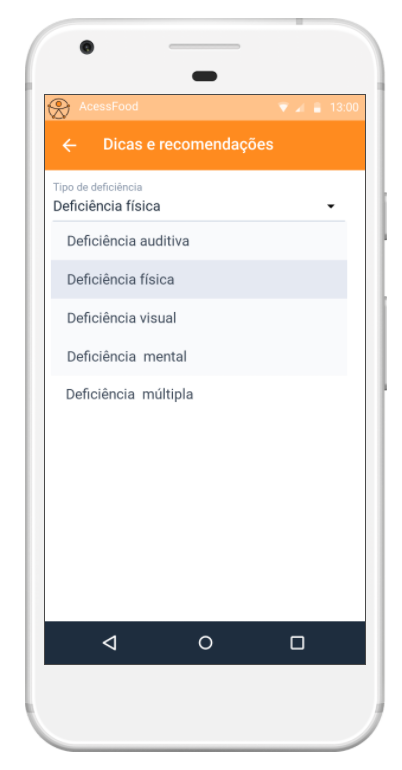 AcessFood
13:00
Dicas e recomendações
Tipo de deficiência
Deficiência física
Deficiência auditiva
Deficiência física
Deficiência visual
Deficiência mental
Deficiência múltipla